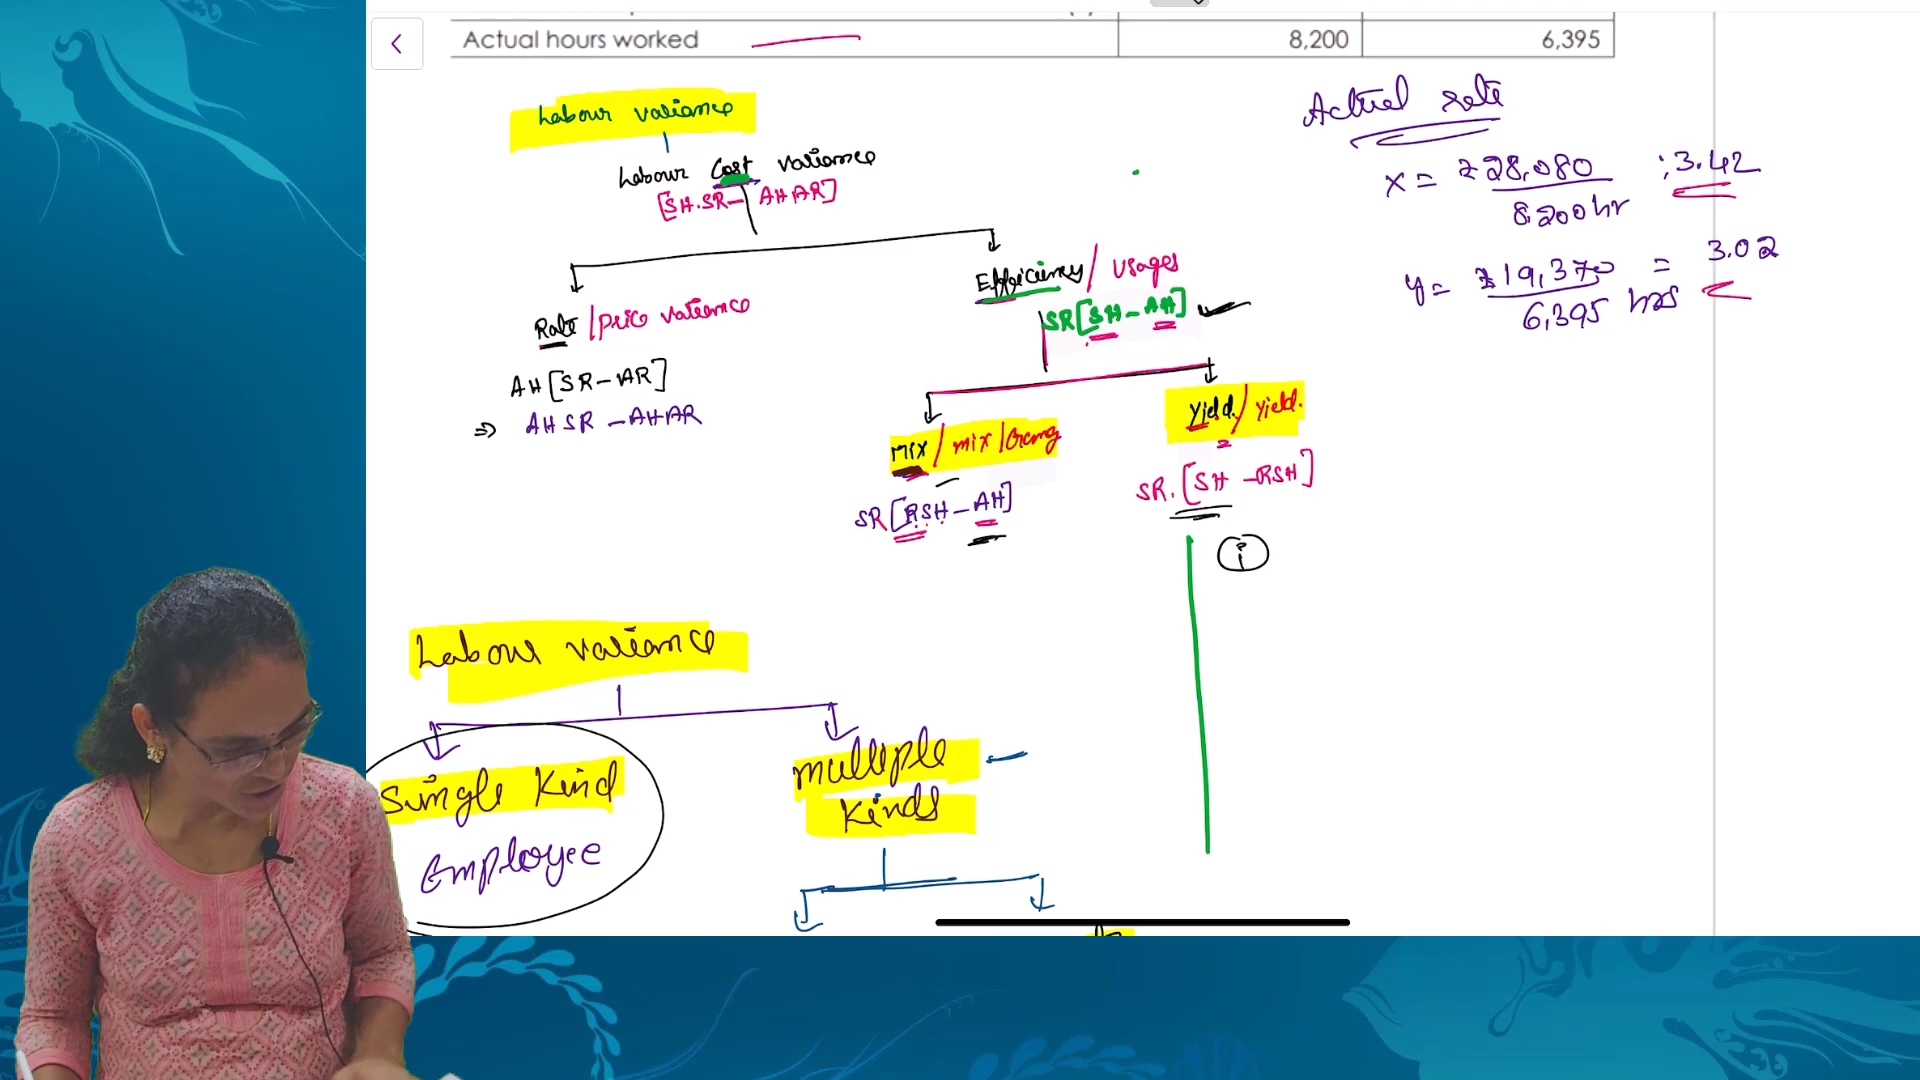 Actual hours worked 8,200 6,395
Labour variance
Labour Cost variance
[SH.SR - AHAR]
Rate / price variance
AH [SR - AR]
⇒ AHSR - AHAR
Efficiency / Usages
SR [SH - AH]
Mix / mix / Gang
SR [RSH - AH]
Yield / yield.
SR. [SH - RSH]
i
Actual rate
X = 28,080 / 8,200 hr : 3.42
Y = 19,370 / 6,395 hrs = 3.02
Labour variance
Single Kind
Employee
multiple
Kinds